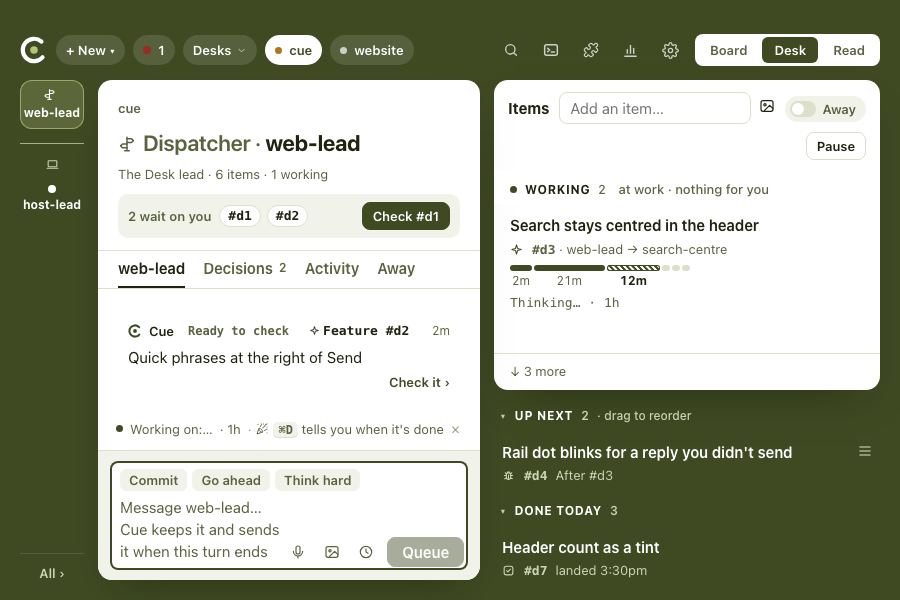 + New ▾ 1 Desks cue website Board Desk Read
web-lead
host-lead
All ›
cue
Dispatcher · web-lead
The Desk lead · 6 items · 1 working
2 wait on you #d1 #d2 Check #d1
web-lead Decisions 2 Activity Away
Cue Ready to check Feature #d2 2m
Quick phrases at the right of Send
Check it ›
Working on:... · 1h · ⌘D tells you when it's done ×
Commit Go ahead Think hard
Message web-lead...
Cue keeps it and sends
it when this turn ends Queue
Items Add an item... Away
Pause
WORKING 2 at work · nothing for you
Search stays centred in the header
#d3 · web-lead → search-centre
2m 21m 12m
Thinking… · 1h
↓ 3 more
▾ UP NEXT 2 · drag to reorder
Rail dot blinks for a reply you didn't send
#d4 After #d3
▾ DONE TODAY 3
Header count as a tint
#d7 landed 3:30pm